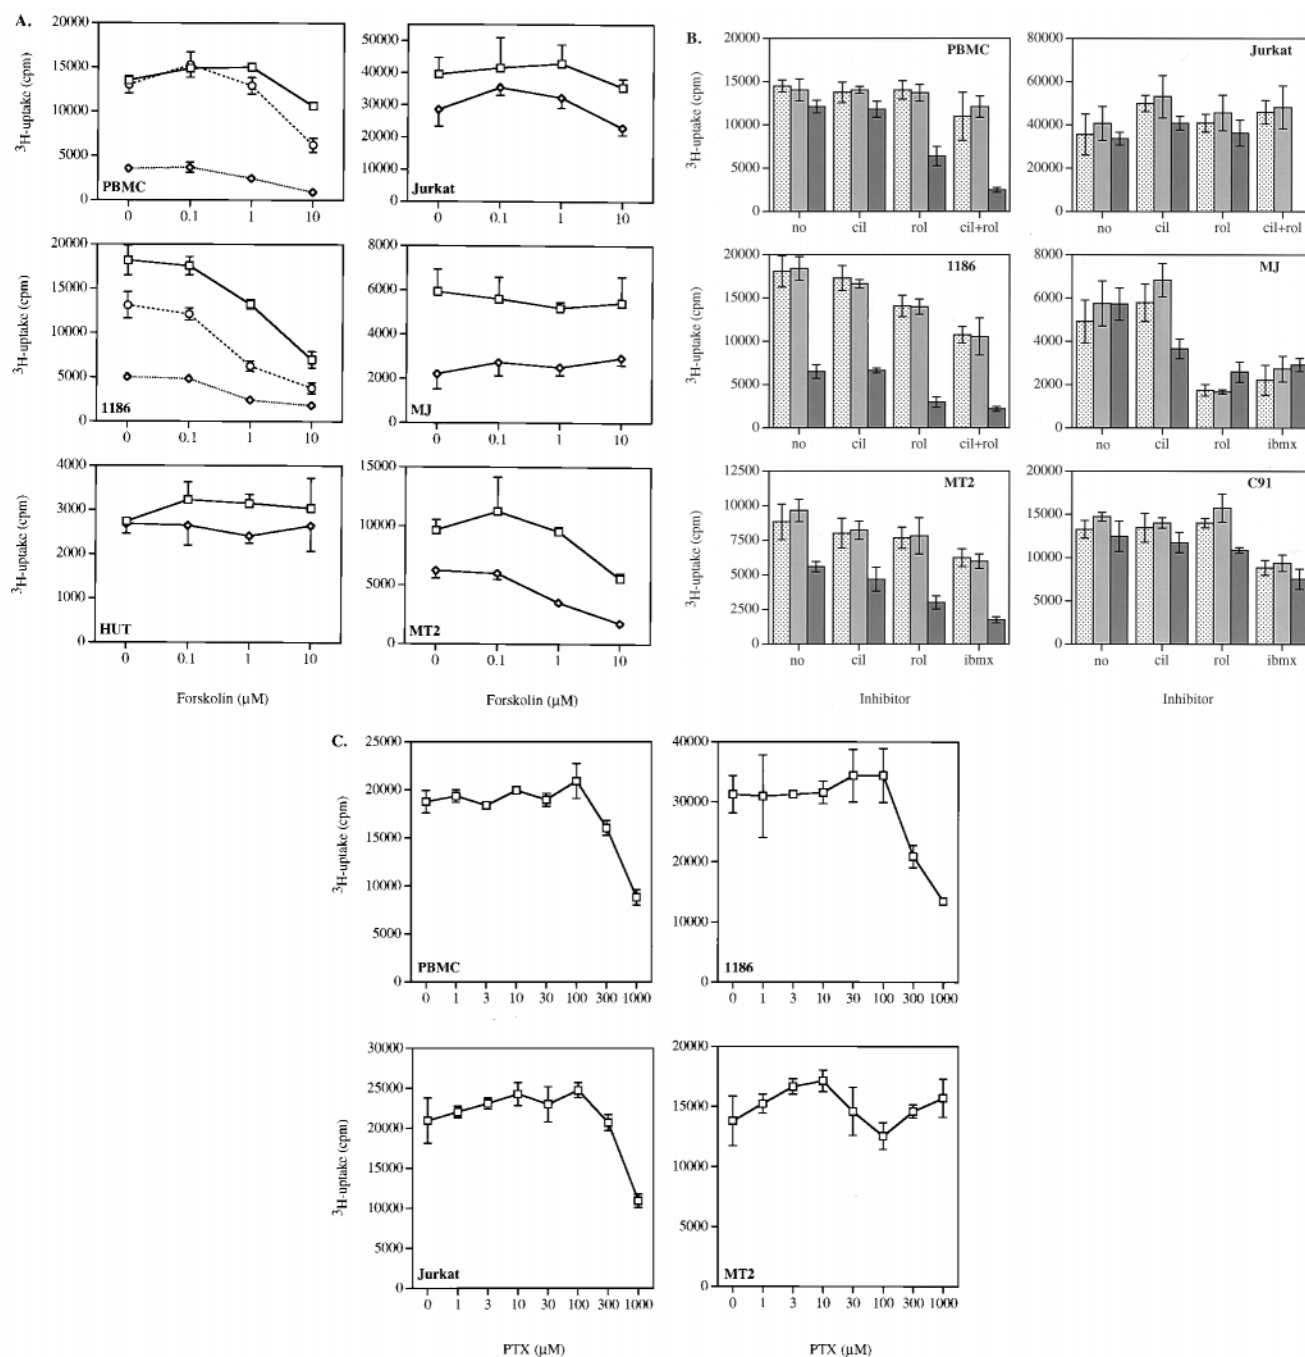 A.
³H-uptake (cpm)
20000
15000
10000
5000
0
PBMC
0 0.1 1 10
50000
40000
30000
20000
10000
0
Jurkat
0 0.1 1 10
³H-uptake (cpm)
20000
15000
10000
5000
0
1186
0 0.1 1 10
8000
6000
4000
2000
0
MJ
0 0.1 1 10
³H-uptake (cpm)
4000
3000
2000
1000
0
HUT
0 0.1 1 10
Forskolin (µM)
15000
10000
5000
0
MT2
0 0.1 1 10
Forskolin (µM)
B.
³H-uptake (cpm)
20000
15000
10000
5000
0
PBMC
no cil rol cil+rol
80000
60000
40000
20000
0
Jurkat
no cil rol cil+rol
³H-uptake (cpm)
20000
15000
10000
5000
0
1186
no cil rol cil+rol
8000
6000
4000
2000
0
MJ
no cil rol ibmx
³H-uptake (cpm)
12500
10000
7500
5000
2500
0
MT2
no cil rol ibmx
Inhibitor
20000
15000
10000
5000
0
C91
no cil rol ibmx
Inhibitor
C.
³H-uptake (cpm)
25000
20000
15000
10000
5000
0
PBMC
0 1 3 10 30 100 300 1000
40000
30000
20000
10000
0
1186
0 1 3 10 30 100 300 1000
³H-uptake (cpm)
30000
25000
20000
15000
10000
5000
0
Jurkat
0 1 3 10 30 100 300 1000
PTX (µM)
20000
15000
10000
5000
0
MT2
0 1 3 10 30 100 300 1000
PTX (µM)